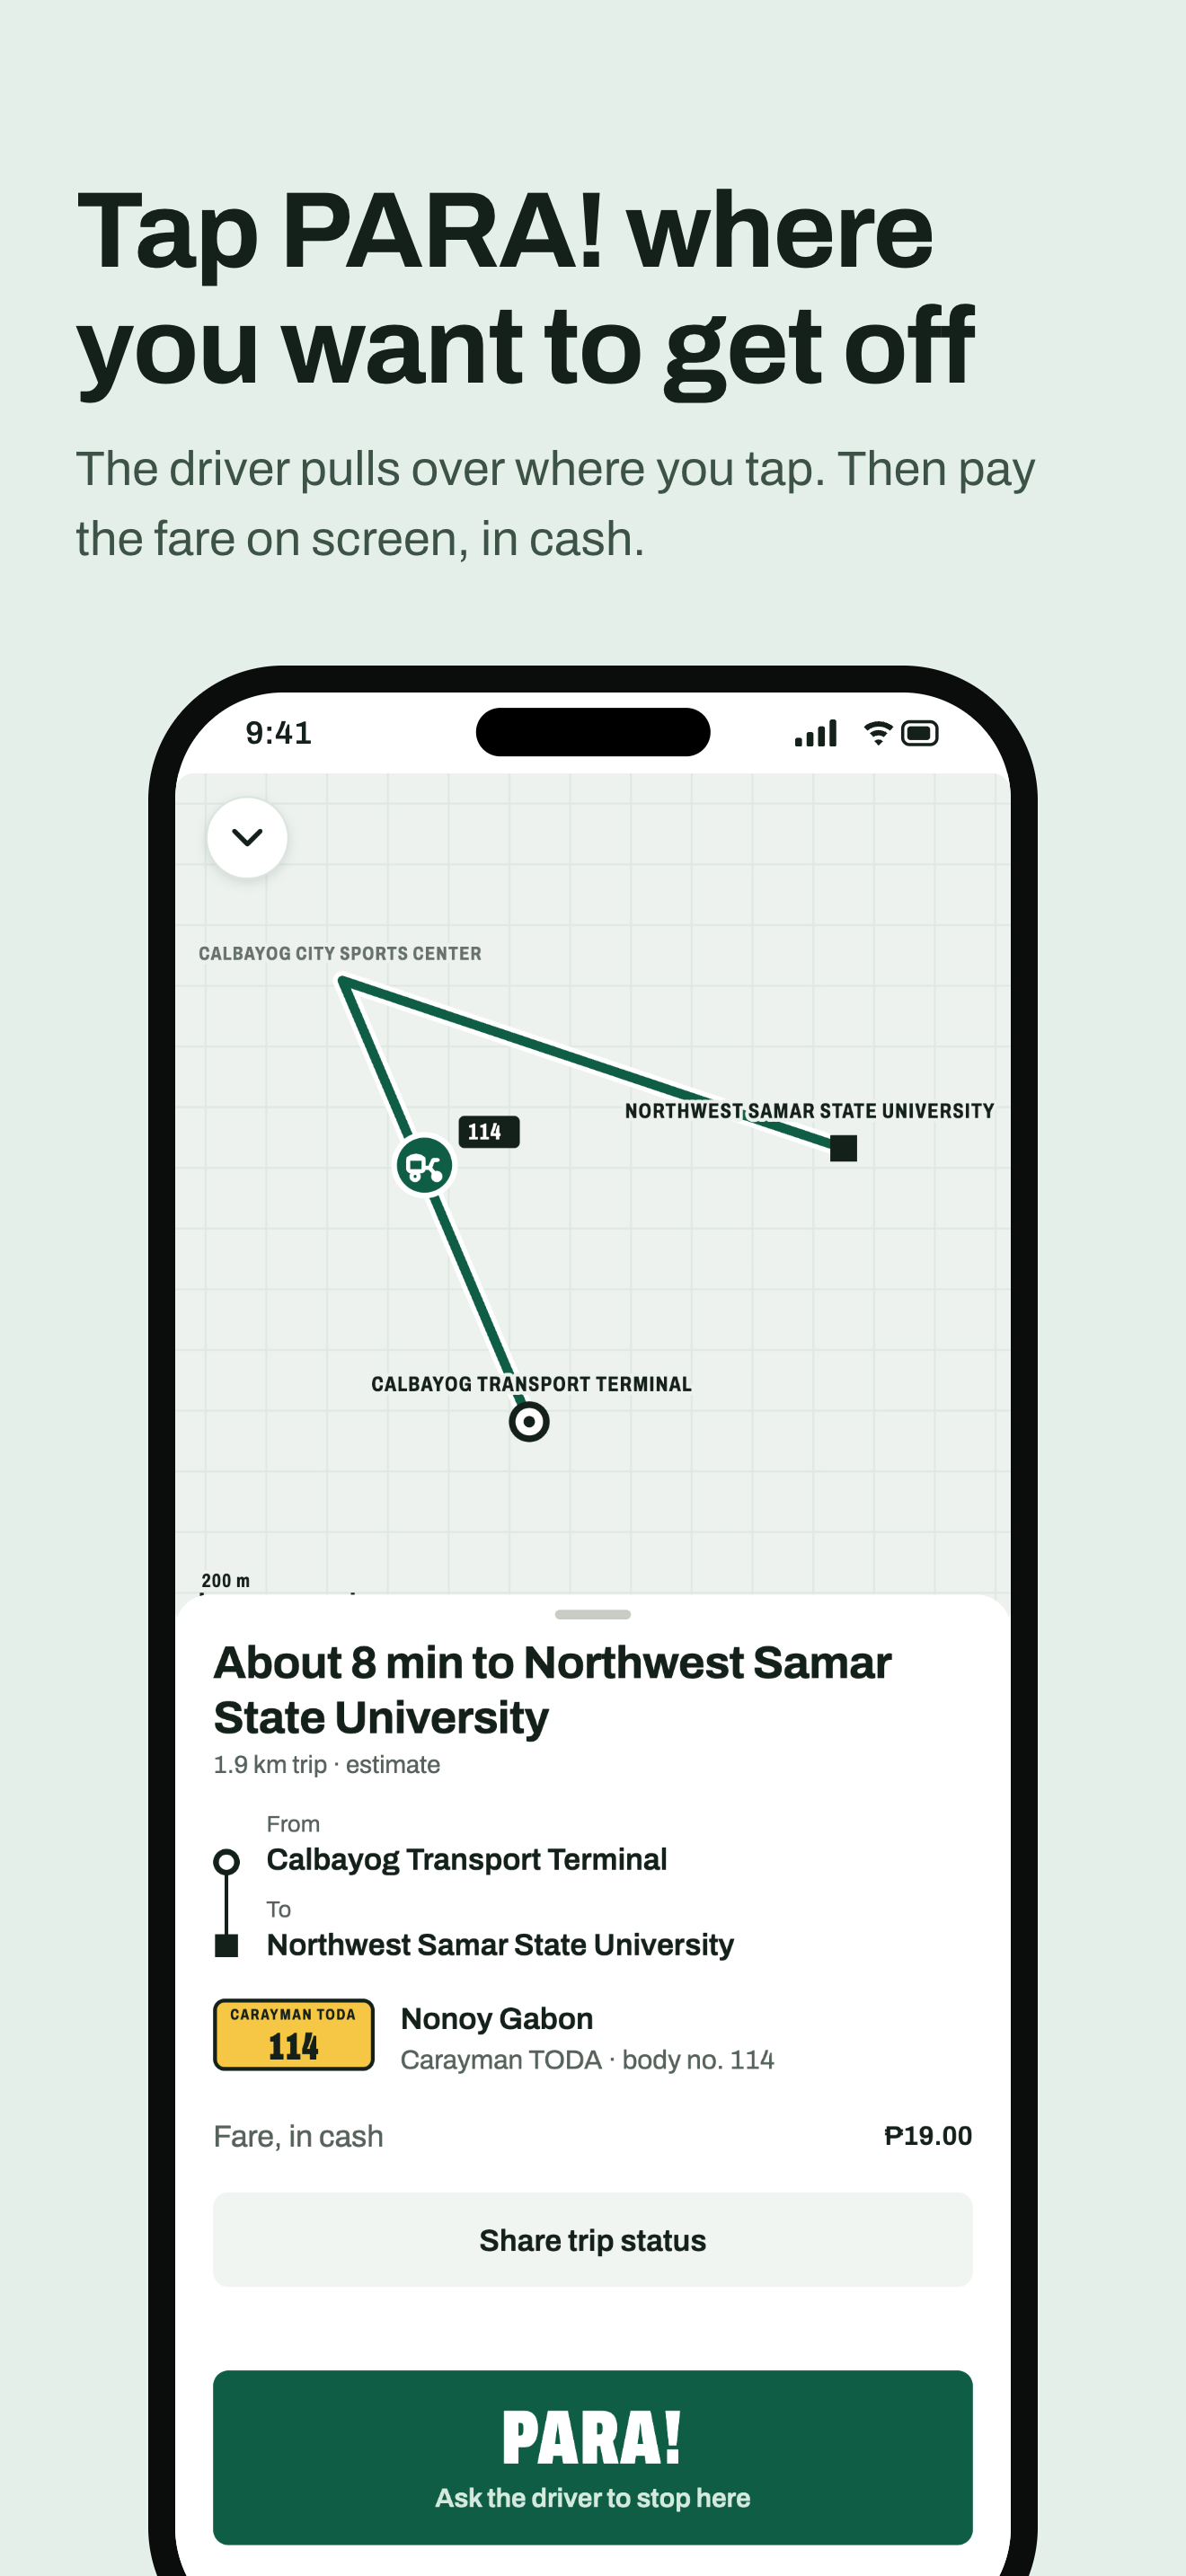 Tap PARA! where
you want to get off
The driver pulls over where you tap. Then pay
the fare on screen, in cash.
9:41
CALBAYOG CITY SPORTS CENTER
NORTHWEST SAMAR STATE UNIVERSITY
114
CALBAYOG TRANSPORT TERMINAL
200 m
About 8 min to Northwest Samar
State University
1.9 km trip · estimate
From
Calbayog Transport Terminal
To
Northwest Samar State University
CARAYMAN TODA
114
Nonoy Gabon
Carayman TODA · body no. 114
Fare, in cash
₱19.00
Share trip status
PARA!
Ask the driver to stop here